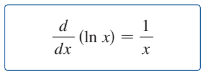 d/dx (ln x) = 1/x